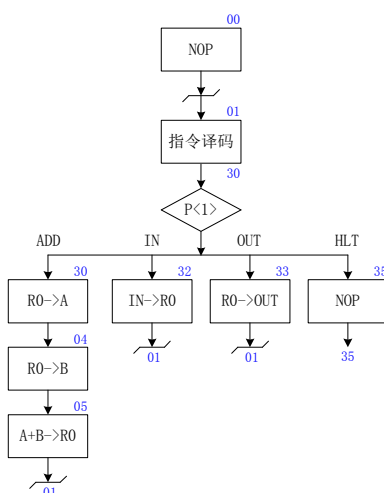 00
NOP
01
指令译码
30
P<1>
ADD IN OUT HLT
30 32 33 35
R0->A IN->R0 R0->OUT NOP
04 01 01 35
R0->B
05
A+B->R0
01